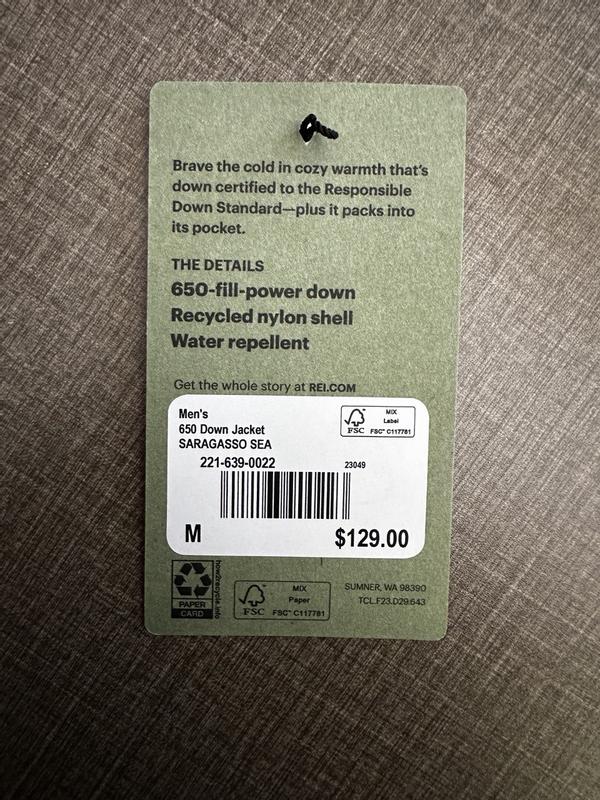 Brave the cold in cozy warmth that's
down certified to the Responsible
Down Standard—plus it packs into
its pocket.
THE DETAILS
650-fill-power down
Recycled nylon shell
Water repellent
Get the whole story at REI.COM
Men's
650 Down Jacket
SARAGASSO SEA
221-639-0022
23049
M
$129.00
FSC
MIX
Label
FSC™ C117781
PAPER
CARD
how2recycle.info
FSC
MIX
Paper
FSC™ C117781
SUMNER, WA 98390
TCL.F23.D29.643